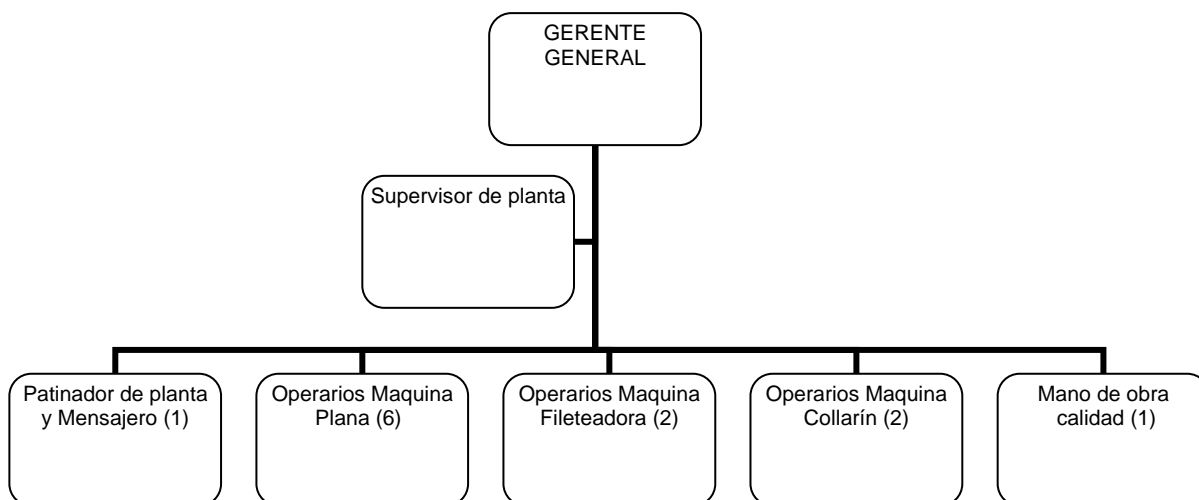 GERENTE
GENERAL
Supervisor de planta
Patinador de planta
y Mensajero (1)
Operarios Maquina
Plana (6)
Operarios Maquina
Fileteadora (2)
Operarios Maquina
Collarín (2)
Mano de obra
calidad (1)